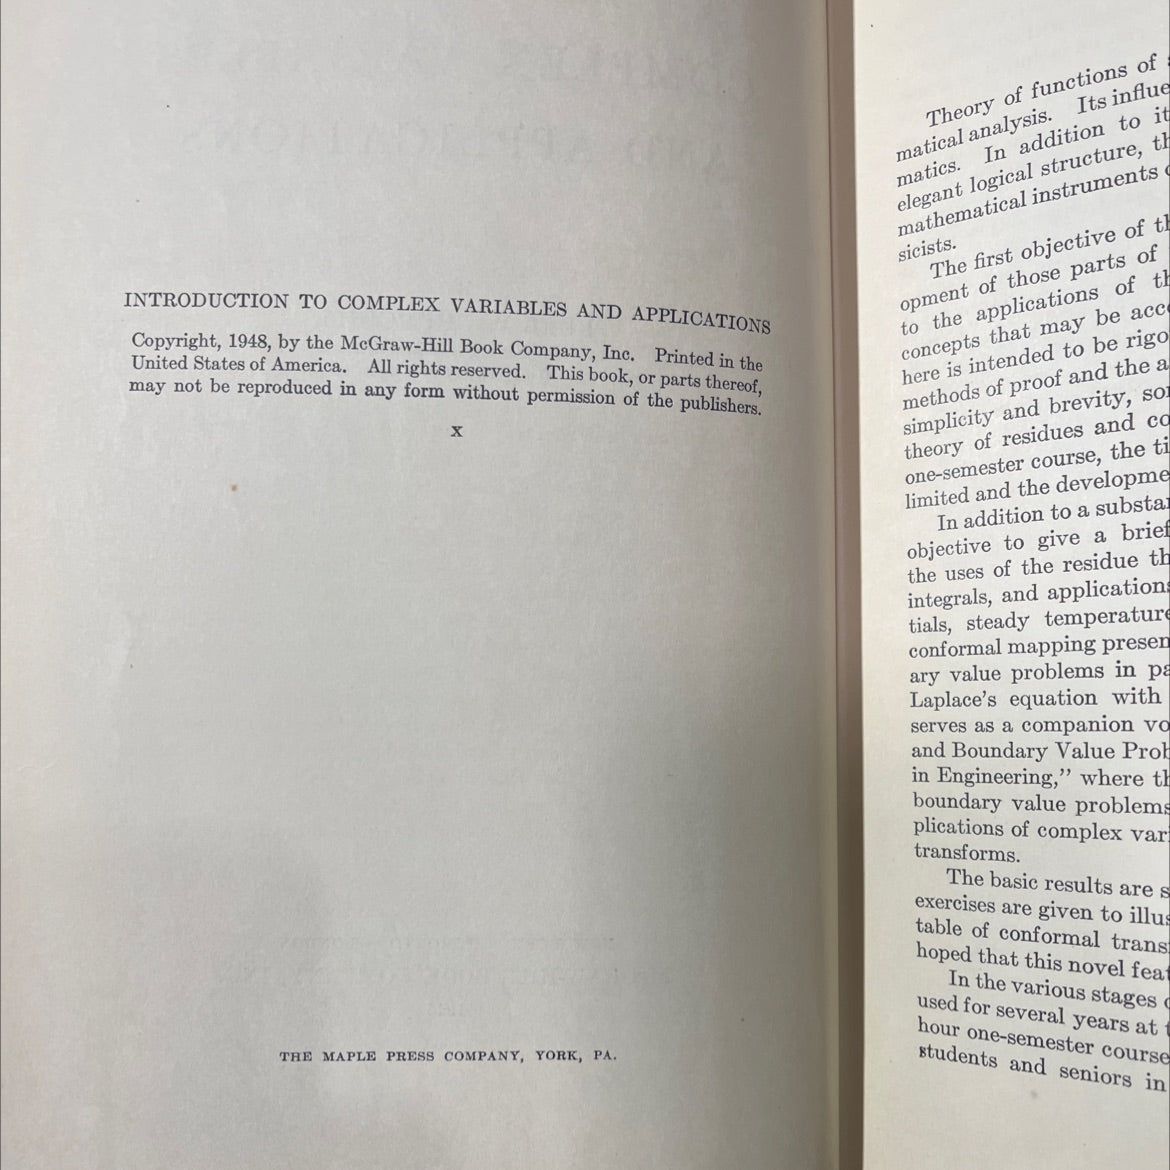 INTRODUCTION TO COMPLEX VARIABLES AND APPLICATIONS
Copyright, 1948, by the McGraw-Hill Book Company, Inc. Printed in the
United States of America. All rights reserved. This book, or parts thereof,
may not be reproduced in any form without permission of the publishers.
X
THE MAPLE PRESS COMPANY, YORK, PA.
Theory of functions of
matical analysis. Its influe
matics. In addition to it
elegant logical structure, th
mathematical instruments
sicists.
The first objective of th
opment of those parts of
to the applications of th
concepts that may be acce
here is intended to be rigo
methods of proof and the a
simplicity and brevity, so
theory of residues and co
one-semester course, the ti
limited and the developme
In addition to a substa
objective to give a brief
the uses of the residue th
integrals, and applications
tials, steady temperature
conformal mapping presen
ary value problems in pa
Laplace's equation with
serves as a companion vo
and Boundary Value Prob
in Engineering," where th
boundary value problems
plications of complex vari
transforms.
The basic results are s
exercises are given to illus
table of conformal trans
hoped that this novel feat
In the various stages
used for several years at t
hour one-semester course
students and seniors in